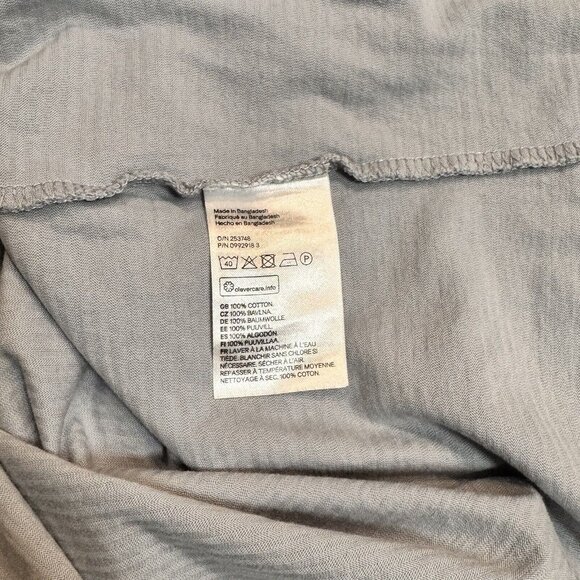 Made in Bangladesh
Fabriqué au Bangladesh
Hecho en Bangladesh
O/N 253748
P/N 0992918 3
40
P
clevercare.info
GB 100% COTTON.
CZ 100% BAVLNA.
DE 100% BAUMWOLLE.
EE 100% PUUVILL.
ES 100% ALGODÓN.
FI 100% PUUVILLAA.
FR LAVER À LA MACHINE À L'EAU
TIÈDE. BLANCHIR SANS CHLORE SI
NÉCESSAIRE. SÉCHER À L'AIR.
REPASSER À TEMPÉRATURE MOYENNE.
NETTOYAGE À SEC. 100% COTON.